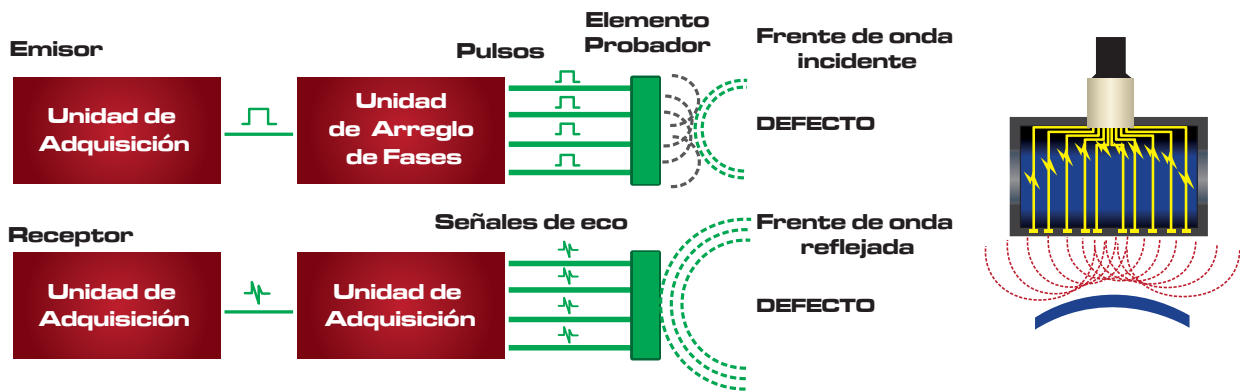 Emisor
Unidad de
Adquisición
Unidad
de Arreglo
de Fases
Pulsos
Elemento
Probador
Frente de onda
incidente
DEFECTO
Receptor
Unidad de
Adquisición
Unidad de
Adquisición
Señales de eco
Frente de onda
reflejada
DEFECTO